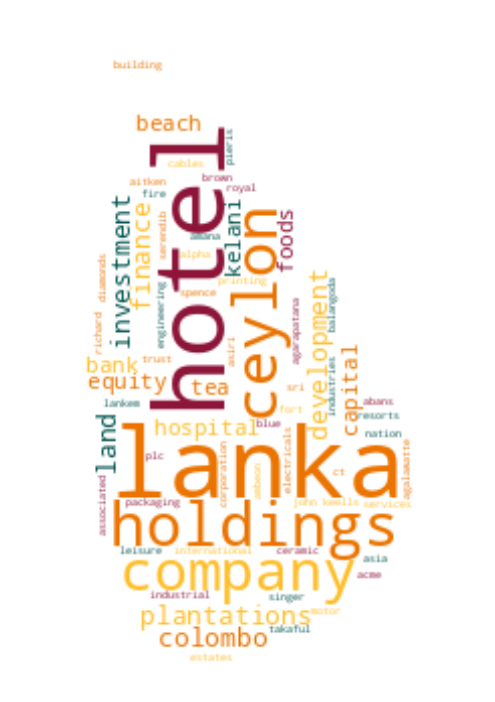 building
beach
hotel
pieris
cables
brown
aitken
royal
fire
investment
finance
serendib
amana
kelani
ceylon
foods
alpha
printing
diamonds
spence
engineering
development
balangoda
richard
agarapatana
asiri
trust
bank
equity
tea
sri
industries
capital
lankem
fort
abans
resorts
land
hospital
blue
nation
lanka
plc
electricals
agalawatte
corporation
ambeon
ct
associated
packaging
john keells
services
holdings
leisure
international
ceramic
asia
company
acme
industrial
singer
plantations
motor
colombo
takaful
estates